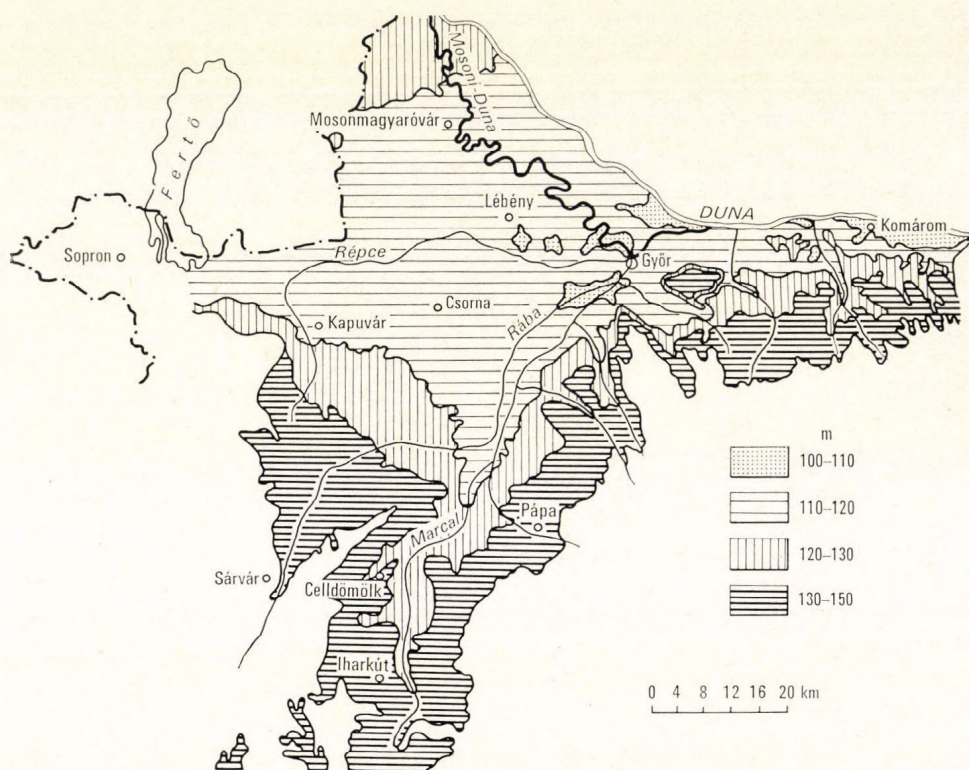 Mosoni-Duna
Mosonmagyaróvár
Fertő
Lébény
DUNA
Komárom
Sopron
Répce
Győr
Csorna
Rába
Kapuvár
m
100–110
110–120
Pápa
Marcal
120–130
Sárvár
Celldömölk
130–150
Iharkút
0 4 8 12 16 20 km